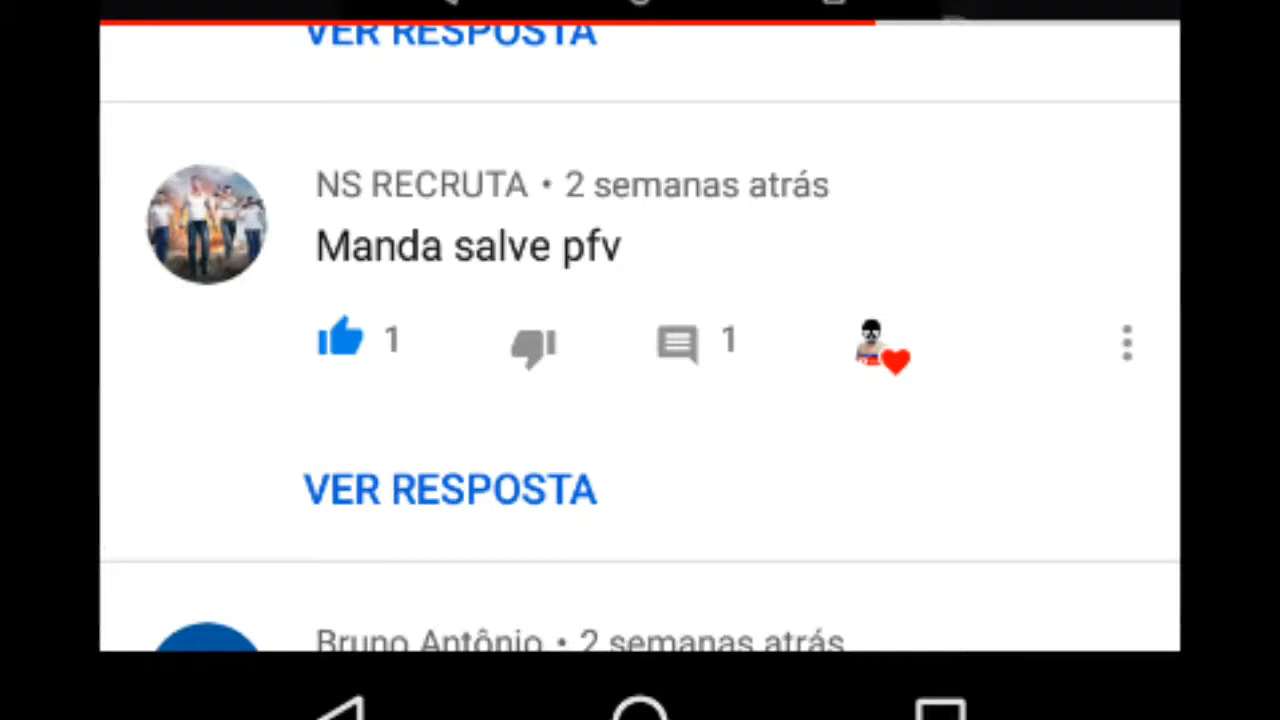 VER RESPOSTA
NS RECRUTA • 2 semanas atrás
Manda salve pfv
1 1
VER RESPOSTA
Bruno Antônio • 2 semanas atrás